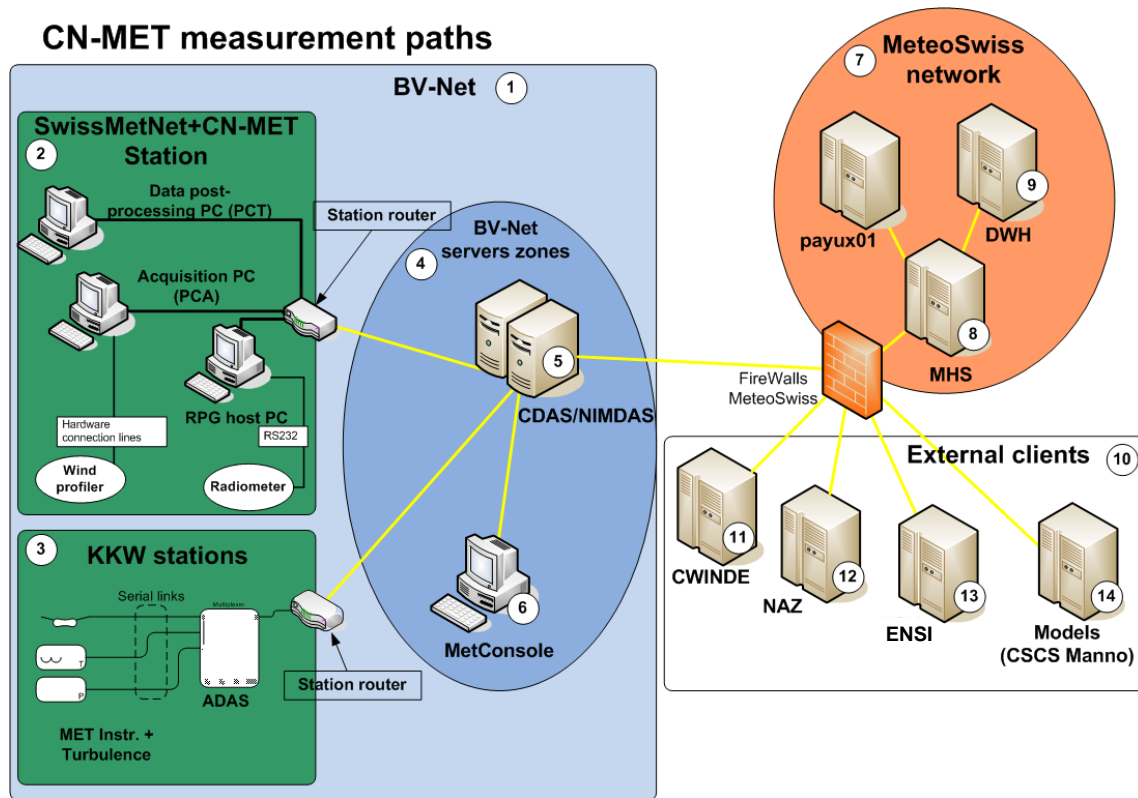 CN-MET measurement paths
BV-Net
1
SwissMetNet+CN-MET
Station
2
Data post-
processing PC (PCT)
Acquisition PC
(PCA)
RPG host PC
Hardware
connection lines
RS232
Wind
profiler
Radiometer
Station router
3
KKW stations
Serial links
Multiplexer
T
P
ADAS
MET Instr. +
Turbulence
Station router
BV-Net
servers zones
4
5
CDAS/NIMDAS
6
MetConsole
7
MeteoSwiss
network
payux01
9
DWH
8
MHS
FireWalls
MeteoSwiss
External clients
10
11
CWINDE
12
NAZ
13
ENSI
14
Models
(CSCS Manno)